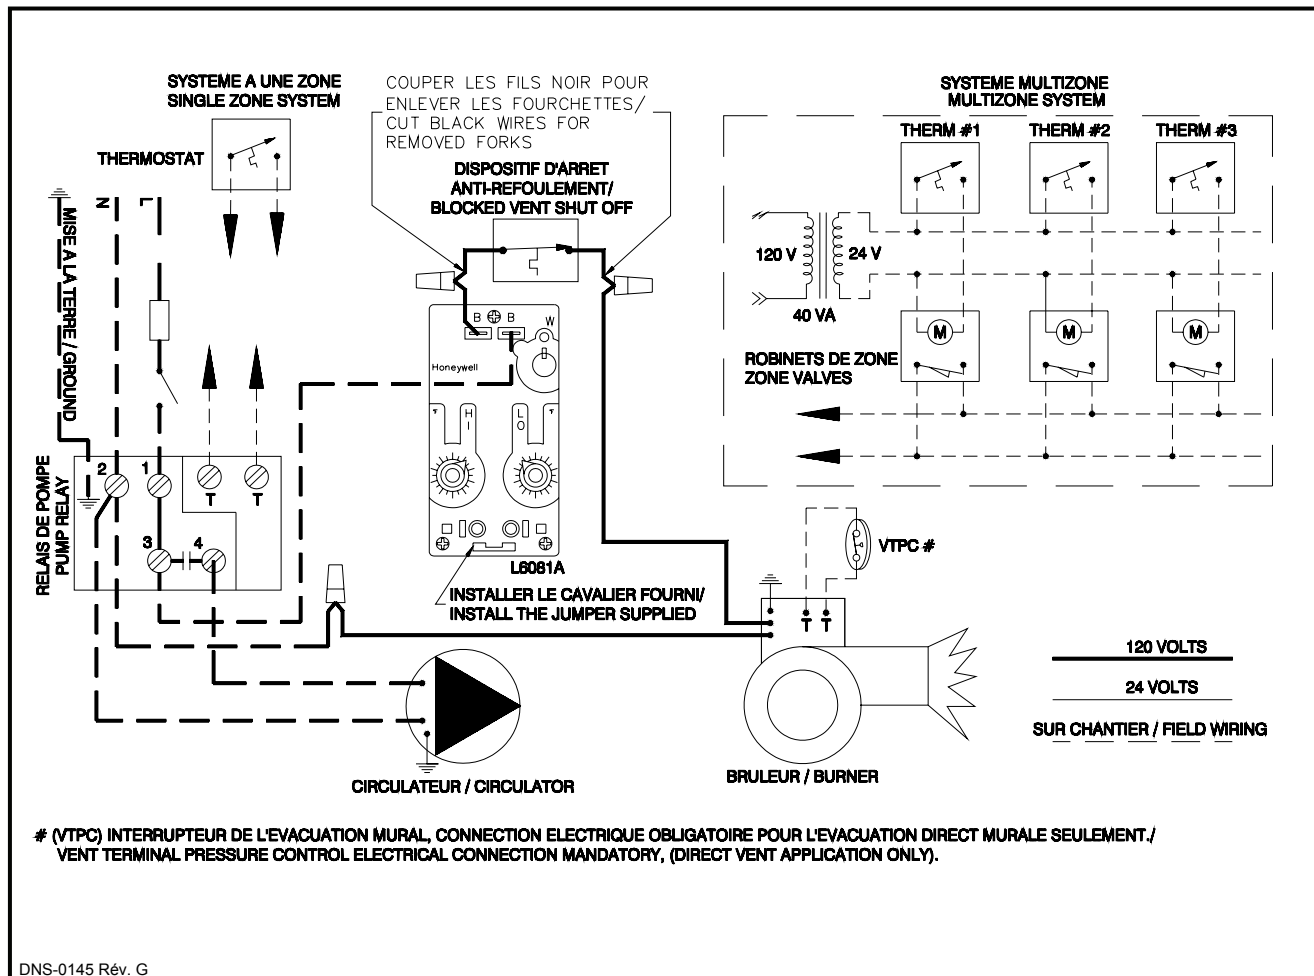 SYSTEME A UNE ZONE
SINGLE ZONE SYSTEM
THERMOSTAT
COUPER LES FILS NOIR POUR
ENLEVER LES FOURCHETTES/
CUT BLACK WIRES FOR
REMOVED FORKS
DISPOSITIF D'ARRET
ANTI-REFOULEMENT/
BLOCKED VENT SHUT OFF
SYSTEME MULTIZONE
MULTIZONE SYSTEM
THERM #1
THERM #2
THERM #3
120 V
24 V
40 VA
M
M
M
ROBINETS DE ZONE
ZONE VALVES
N
L
MISE A LA TERRE / GROUND
B
B
W
Honeywell
HI
LO
°F
°F
L6081A
INSTALLER LE CAVALIER FOURNI/
INSTALL THE JUMPER SUPPLIED
RELAIS DE POMPE
PUMP RELAY
2
1
T
T
3
4
VTPC #
T
T
CIRCULATEUR / CIRCULATOR
BRULEUR / BURNER
120 VOLTS
24 VOLTS
SUR CHANTIER / FIELD WIRING
# (VTPC) INTERRUPTEUR DE L'EVACUATION MURAL, CONNECTION ELECTRIQUE OBLIGATOIRE POUR L'EVACUATION DIRECT MURALE SEULEMENT./
VENT TERMINAL PRESSURE CONTROL ELECTRICAL CONNECTION MANDATORY, (DIRECT VENT APPLICATION ONLY).
DNS-0145 Rév. G